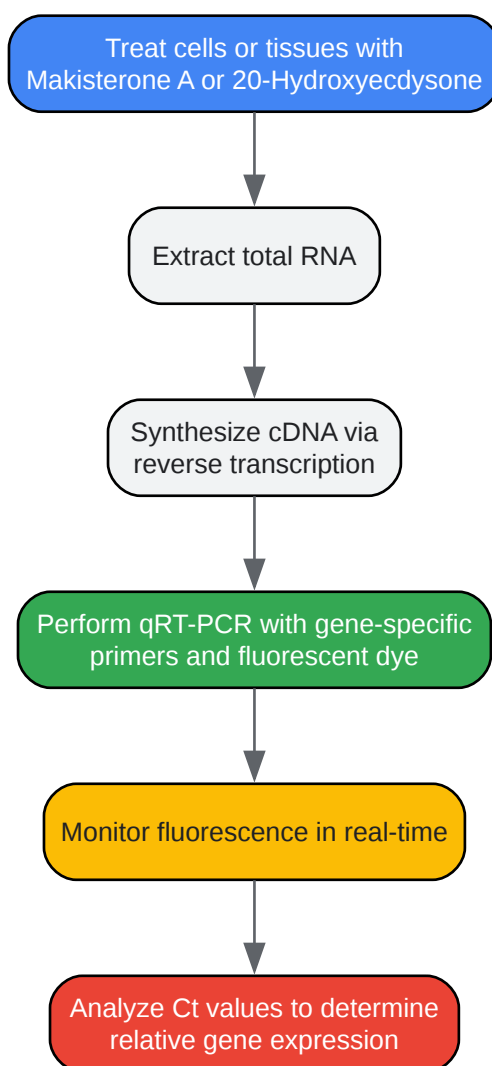 Treat cells or tissues with
Makisterone A or 20-Hydroxyecdysone
Extract total RNA
Synthesize cDNA via
reverse transcription
Perform qRT-PCR with gene-specific
primers and fluorescent dye
Monitor fluorescence in real-time
Analyze Ct values to determine
relative gene expression